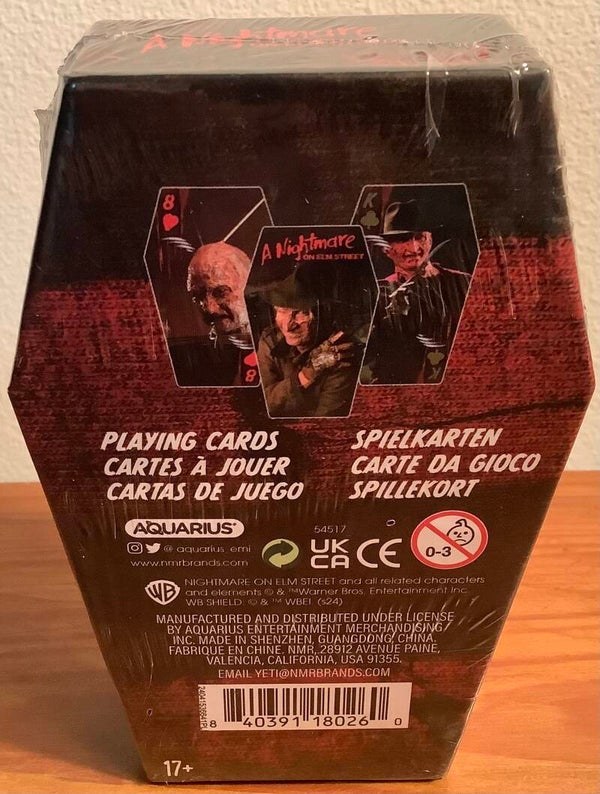 A Nightmare
8
K
A Nightmare
ON ELM STREET
8
K
PLAYING CARDS
CARTES À JOUER
CARTAS DE JUEGO
SPIELKARTEN
CARTE DA GIOCO
SPILLEKORT
AQUARIUS
@ aquarius_emi
www.nmrbrands.com
54517
UK
CA
CE
0-3
WB
NIGHTMARE ON ELM STREET and all related characters
and elements © & ™Warner Bros. Entertainment Inc.
WB SHIELD: © & ™ WBEI (s24)
MANUFACTURED AND DISTRIBUTED UNDER LICENSE
BY AQUARIUS ENTERTAINMENT MERCHANDISING
INC. MADE IN SHENZHEN, GUANGDONG, CHINA.
FABRIQUE EN CHINE. NMR, 28912 AVENUE PAINE,
VALENCIA, CALIFORNIA, USA 91355.
EMAIL YETI@NMRBRANDS.COM
8 40391 18026 0
17+